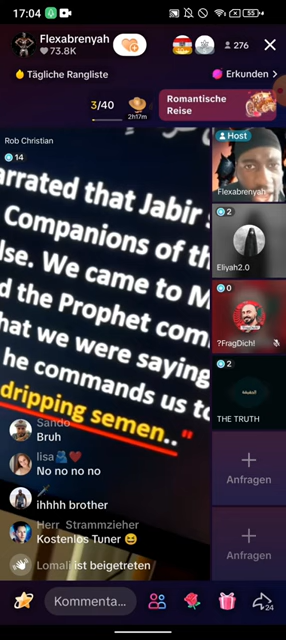 17:04
55
Flexabrenyah
73.8K
276
Tägliche Rangliste
Erkunden
3/40
2h17m
Romantische
Reise
Rob Christian
14
arrated that Jabir
Companions of th
lse. We came to M
d the Prophet com
hat we were saying
he commands us to
dripping semen.. "
Host
Flexabrenyah
2
Eliyah2.0
0
?FragDich!
2
THE TRUTH
Anfragen
Anfragen
Sando
Bruh
lisa
No no no no
ihhhh brother
Herr_Strammzieher
Kostenlos Tuner 😆
Lomali ist beigetreten
Kommenta...
24